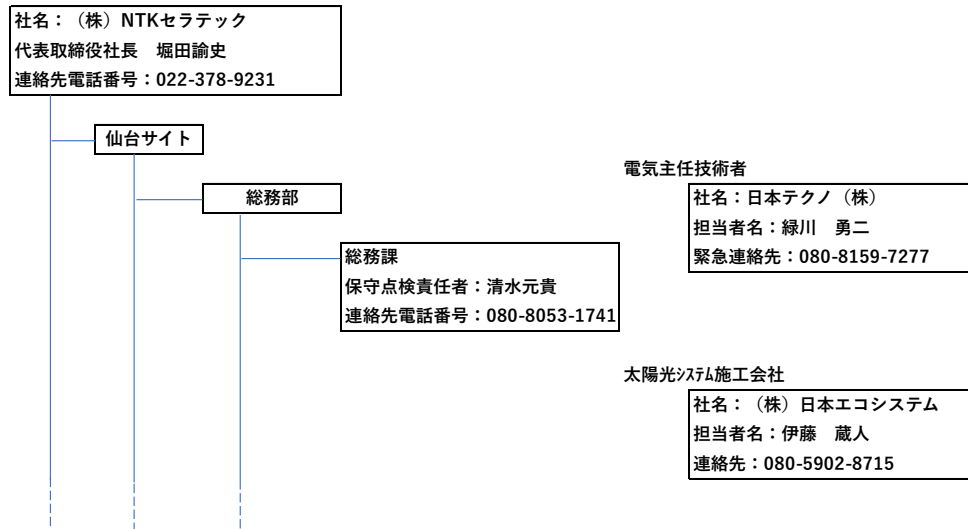 社名：（株）NTKセラテック
代表取締役社長　堀田諭史
連絡先電話番号：022-378-9231
仙台サイト
総務部
総務課
保守点検責任者：清水元貴
連絡先電話番号：080-8053-1741
電気主任技術者
社名：日本テクノ（株）
担当者名：緑川　勇二
緊急連絡先：080-8159-7277
太陽光ｼｽﾃﾑ施工会社
社名：（株）日本エコシステム
担当者名：伊藤　蔵人
連絡先：080-5902-8715